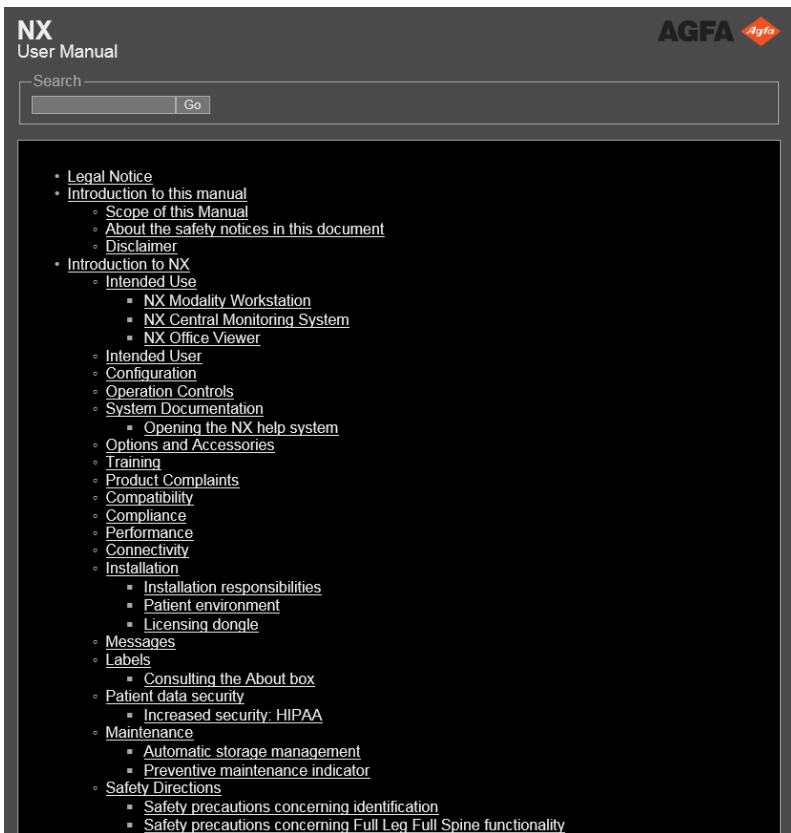 NX
AGFA Agfa
User Manual
Search
Go
• Legal Notice
• Introduction to this manual
◦ Scope of this Manual
◦ About the safety notices in this document
◦ Disclaimer
• Introduction to NX
◦ Intended Use
▪ NX Modality Workstation
▪ NX Central Monitoring System
▪ NX Office Viewer
◦ Intended User
◦ Configuration
◦ Operation Controls
◦ System Documentation
▪ Opening the NX help system
◦ Options and Accessories
◦ Training
◦ Product Complaints
◦ Compatibility
◦ Compliance
◦ Performance
◦ Connectivity
◦ Installation
▪ Installation responsibilities
▪ Patient environment
▪ Licensing dongle
◦ Messages
◦ Labels
▪ Consulting the About box
◦ Patient data security
▪ Increased security: HIPAA
◦ Maintenance
▪ Automatic storage management
▪ Preventive maintenance indicator
◦ Safety Directions
▪ Safety precautions concerning identification
▪ Safety precautions concerning Full Leg Full Spine functionality